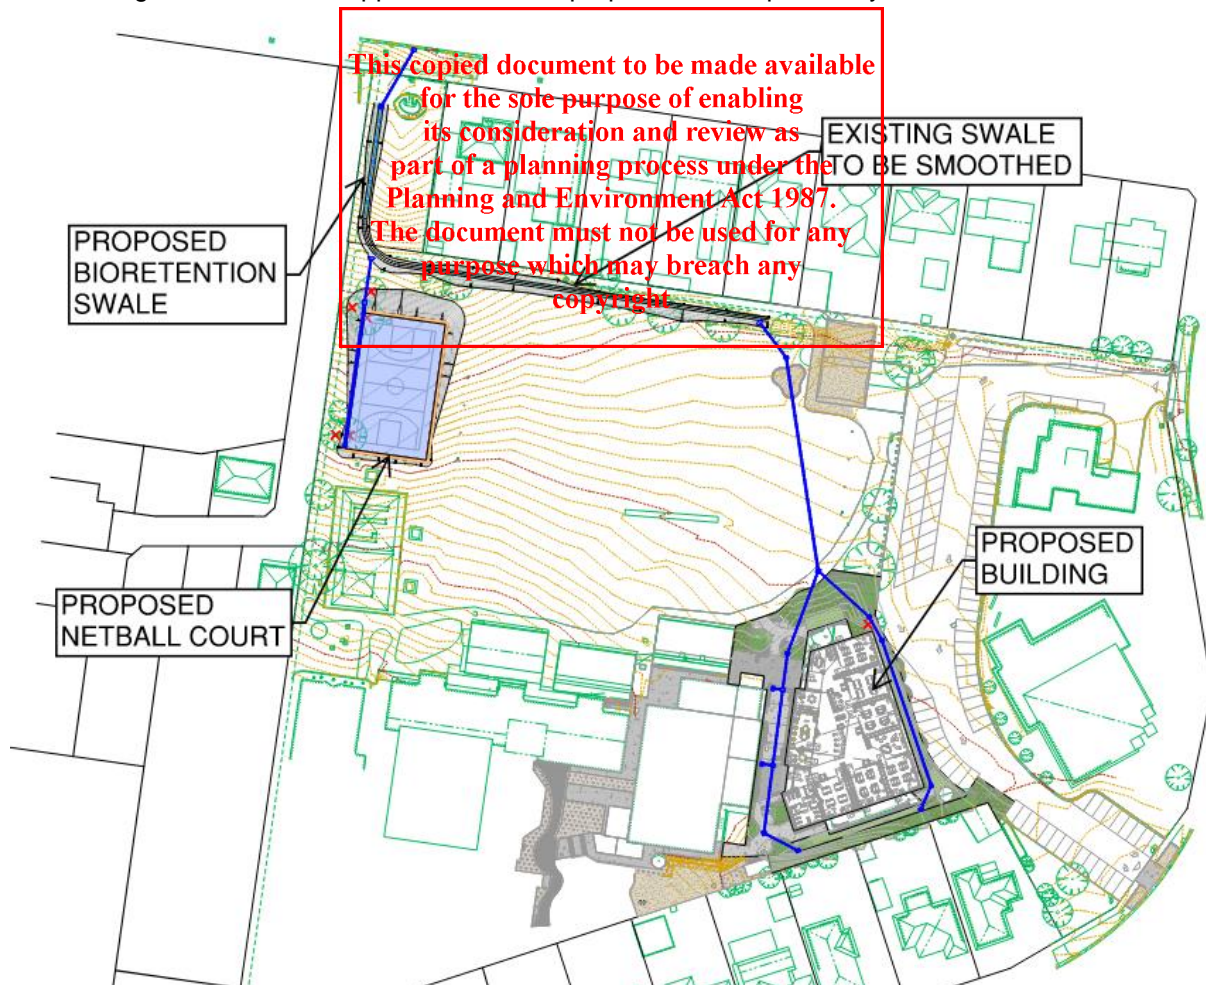 This copied document to be made available
for the sole purpose of enabling
its consideration and review as
part of a planning process under the
Planning and Environment Act 1987.
The document must not be used for any
purpose which may breach any
copyright
EXISTING SWALE
TO BE SMOOTHED
PROPOSED
BIORETENTION
SWALE
PROPOSED
BUILDING
PROPOSED
NETBALL COURT